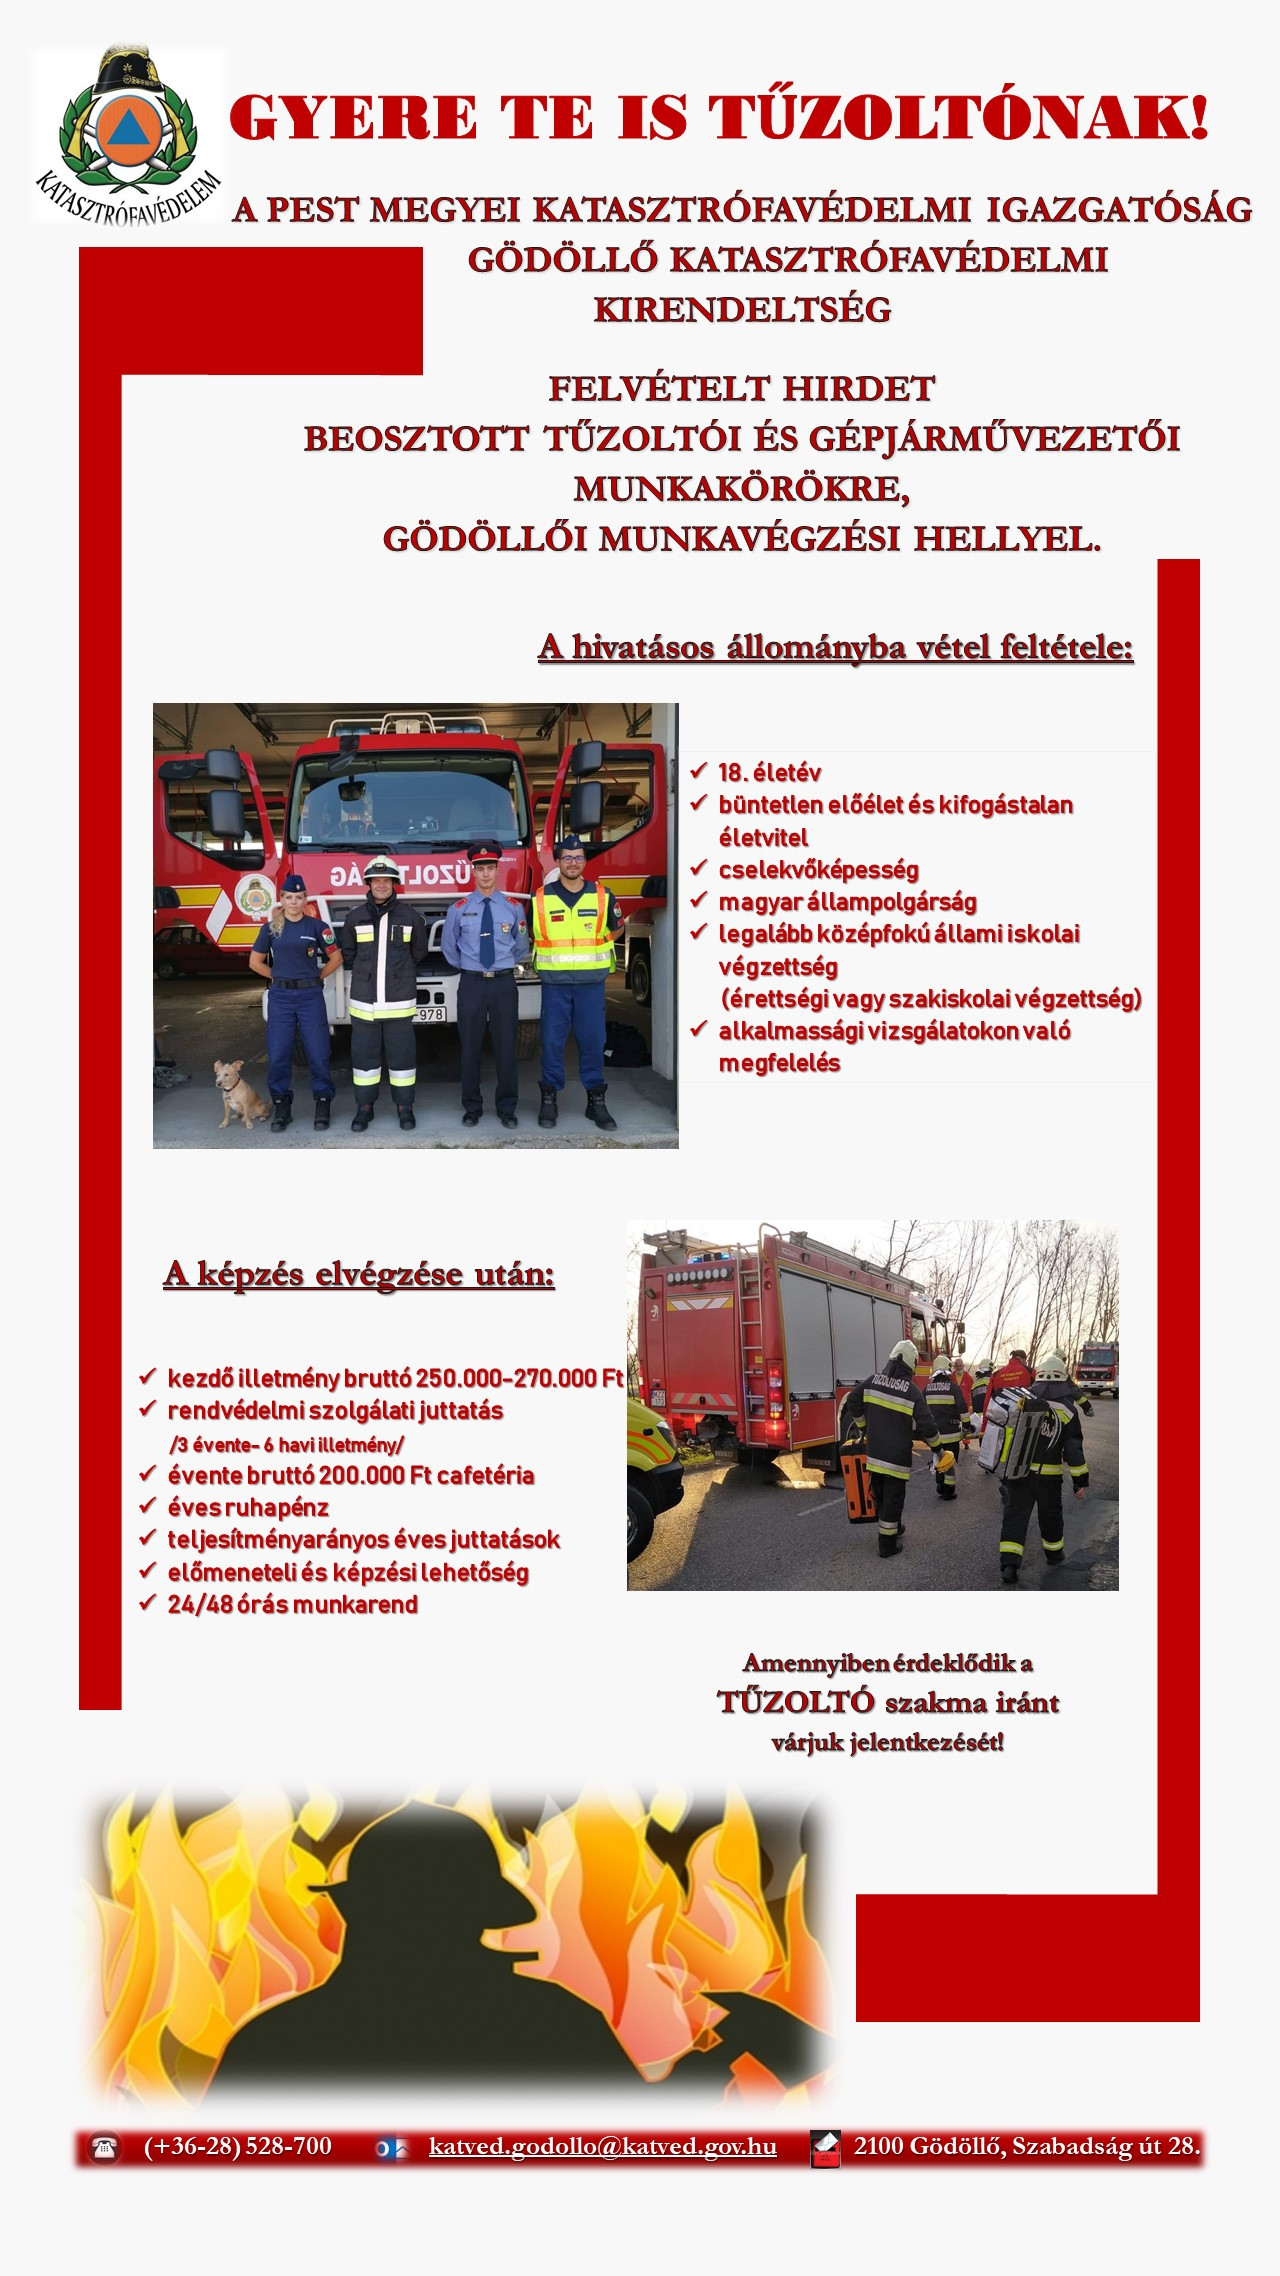 KATASZTRÓFAVÉDELEM
GYERE TE IS TŰZOLTÓNAK!
A PEST MEGYEI KATASZTRÓFAVÉDELMI IGAZGATÓSÁG
GÖDÖLLŐ KATASZTRÓFAVÉDELMI
KIRENDELTSÉG
FELVÉTELT HIRDET
BEOSZTOTT TŰZOLTÓI ÉS GÉPJÁRMŰVEZETŐI
MUNKAKÖRÖKRE,
GÖDÖLLŐI MUNKAVÉGZÉSI HELLYEL.
A hivatásos állományba vétel feltétele:
✓ 18. életév
✓ büntetlen előélet és kifogástalan
életvitel
✓ cselekvőképesség
✓ magyar állampolgárság
✓ legalább középfokú állami iskolai
végzettség
(érettségi vagy szakiskolai végzettség)
✓ alkalmassági vizsgálatokon való
megfelelés
-978
A képzés elvégzése után:
✓ kezdő illetmény bruttó 250.000-270.000 Ft
✓ rendvédelmi szolgálati juttatás
/3 évente- 6 havi illetmény/
✓ évente bruttó 200.000 Ft cafetéria
✓ éves ruhapénz
✓ teljesítményarányos éves juttatások
✓ előmeneteli és képzési lehetőség
✓ 24/48 órás munkarend
TŰZOLTÓSÁG
TŰZOLTÓSÁG
Amennyiben érdeklődik a
TŰZOLTÓ szakma iránt
várjuk jelentkezését!
(+36-28) 528-700
katved.godollo@katved.gov.hu
2100 Gödöllő, Szabadság út 28.